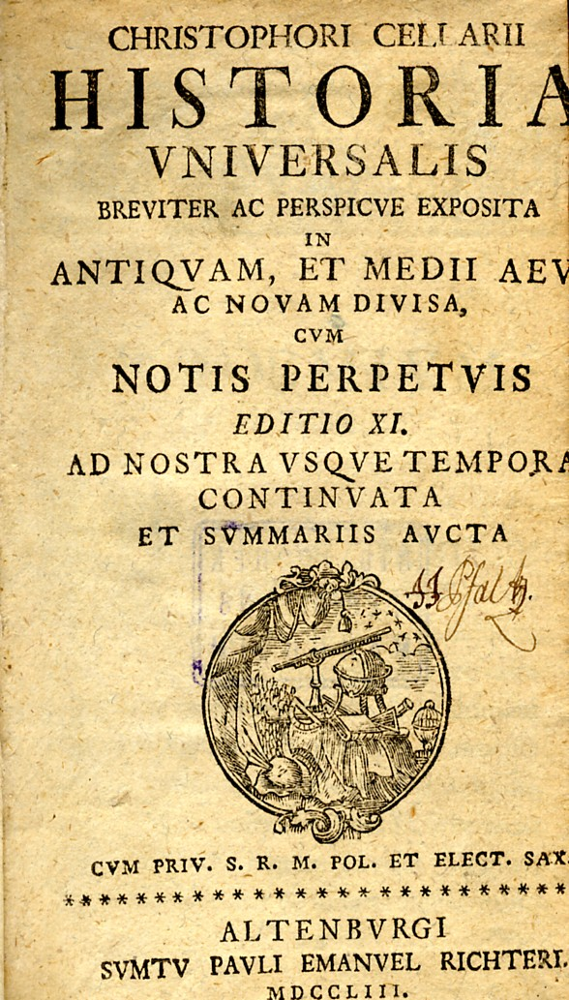 CHRISTOPHORI CELLARII
HISTORIA
VNIVERSALIS
BREVITER AC PERSPICVE EXPOSITA
IN
ANTIQVAM, ET MEDII AEV
AC NOVAM DIVISA,
CVM
NOTIS PERPETVIS
EDITIO XI.
AD NOSTRA VSQVE TEMPORA
CONTINVATA
ET SVMMARIIS AVCTA
CVM PRIV. S. R. M. POL. ET ELECT. SAX.
**************************
ALTENBVRGI
SVMTV PAVLI EMANVEL RICHTERI.
MDCCLIII.